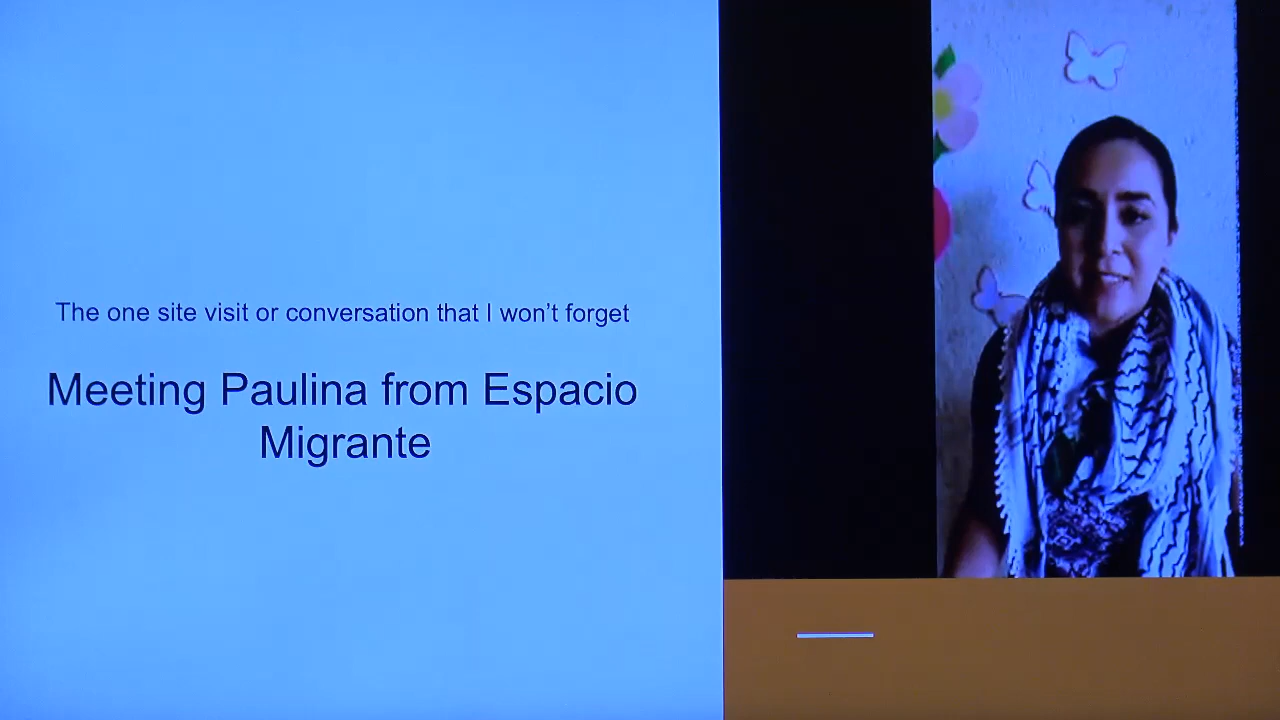 The one site visit or conversation that I won’t forget
Meeting Paulina from Espacio
Migrante